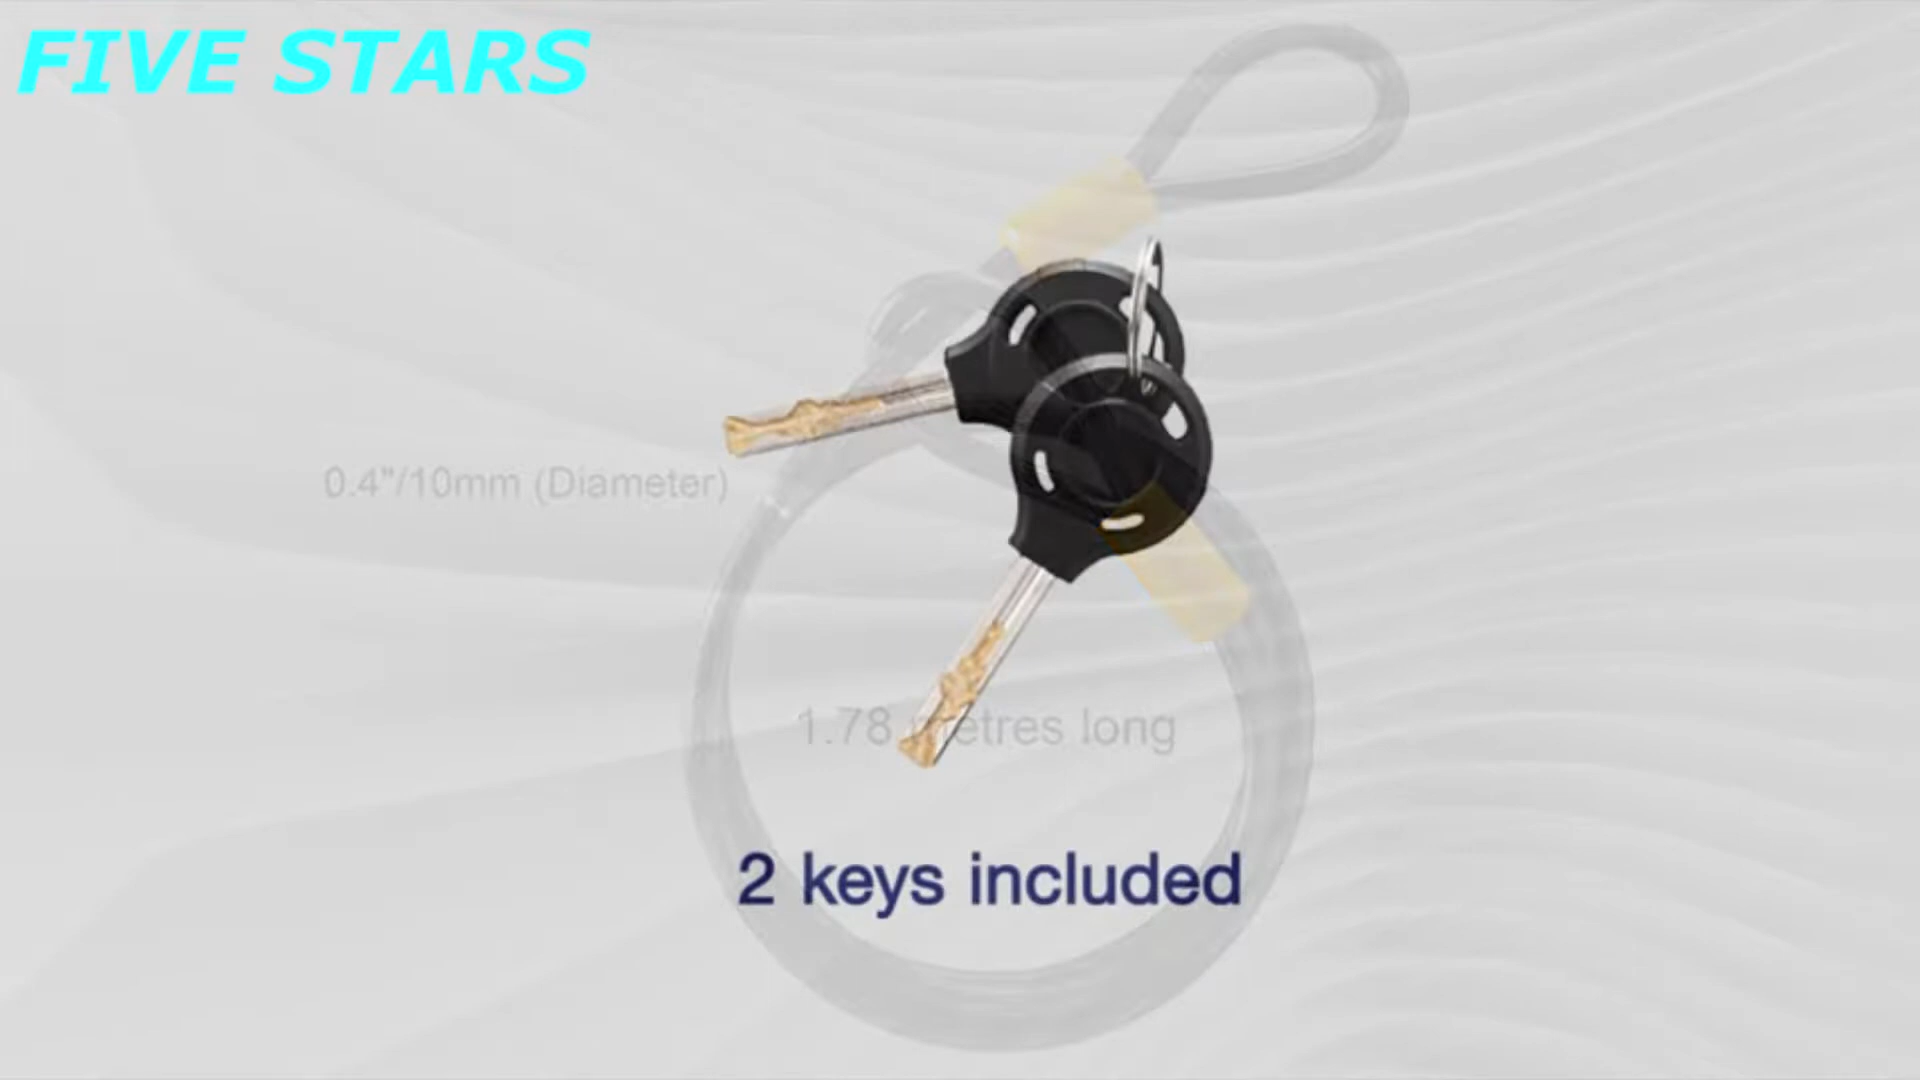 FIVE STARS
0.4"/10mm (Diameter)
1.78 metres long
2 keys included